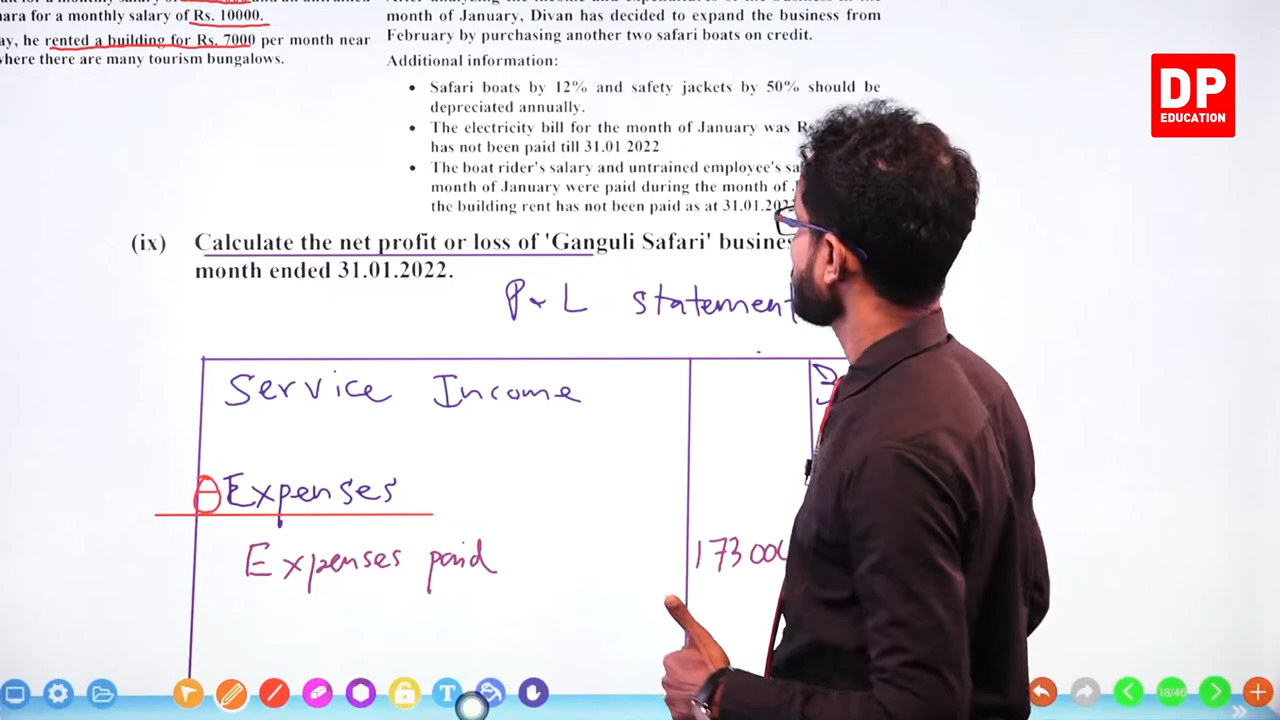 for a monthly salary of Rs. 10000.
he rented a building for Rs. 7000 per month near
where there are many tourism bungalows.
month of January, Divan has decided to expand the business from
February by purchasing another two safari boats on credit.
Additional information:
• Safari boats by 12% and safety jackets by 50% should be
depreciated annually.
• The electricity bill for the month of January was
has not been paid till 31.01 2022
• The boat rider's salary and untrained employee's
month of January were paid during the month of
the building rent has not been paid as at 31.01.2022
(ix) Calculate the net profit or loss of 'Ganguli Safari'
month ended 31.01.2022.
P & L statement
Service Income
Expenses
Expenses paid 173 000
DP
EDUCATION
T
18/46